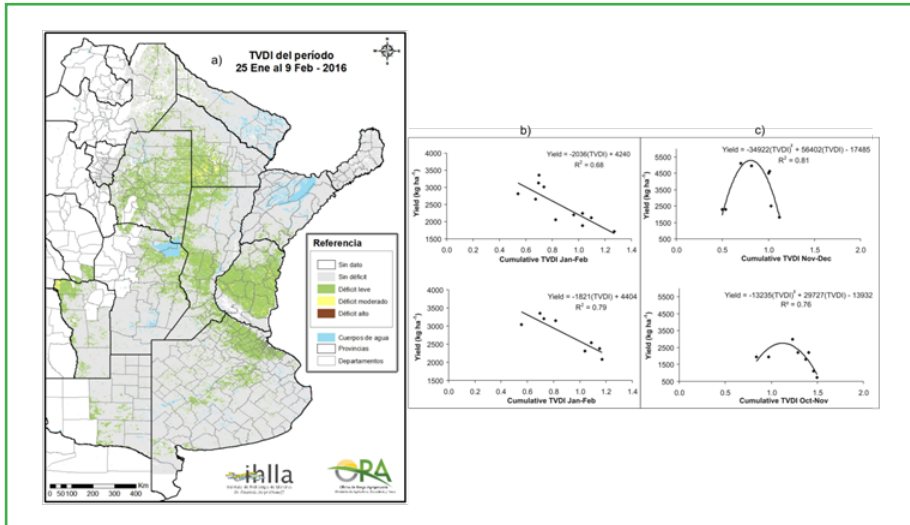 a)
TVDI del período
25 Ene al 9 Feb - 2016
Referencia
Sin dato
Sin déficit
Déficit leve
Déficit moderado
Déficit alto
Cuerpos de agua
Provincias
Departamentos
0 50 100 200 300 400
Km
ihlla
ORA
b)
Yield = -2036(TVDI) + 4240
R² = 0.68
Yield (kg ha⁻¹)
4000
3500
3000
2500
2000
1500
0.0 0.2 0.4 0.6 0.8 1.0 1.2 1.4
Cumulative TVDI Jan-Feb
Yield = -1821(TVDI) + 4404
R² = 0.79
Yield (kg ha⁻¹)
4000
3500
3000
2500
2000
1500
0.0 0.2 0.4 0.6 0.8 1.0 1.2 1.4
Cumulative TVDI Jan-Feb
c)
Yield = -34922(TVDI)² + 56402(TVDI) - 17485
R² = 0.81
Yield (kg ha⁻¹)
5500
4500
3500
2500
1500
0.0 0.5 1.0 1.5 2.0
Cumulative TVDI Nov-Dec
Yield = -13235(TVDI)² + 29727(TVDI) - 13932
R² = 0.76
Yield (kg ha⁻¹)
5500
4500
3500
2500
1500
500
0.0 0.5 1.0 1.5 2.0
Cumulative TVDI Oct-Nov